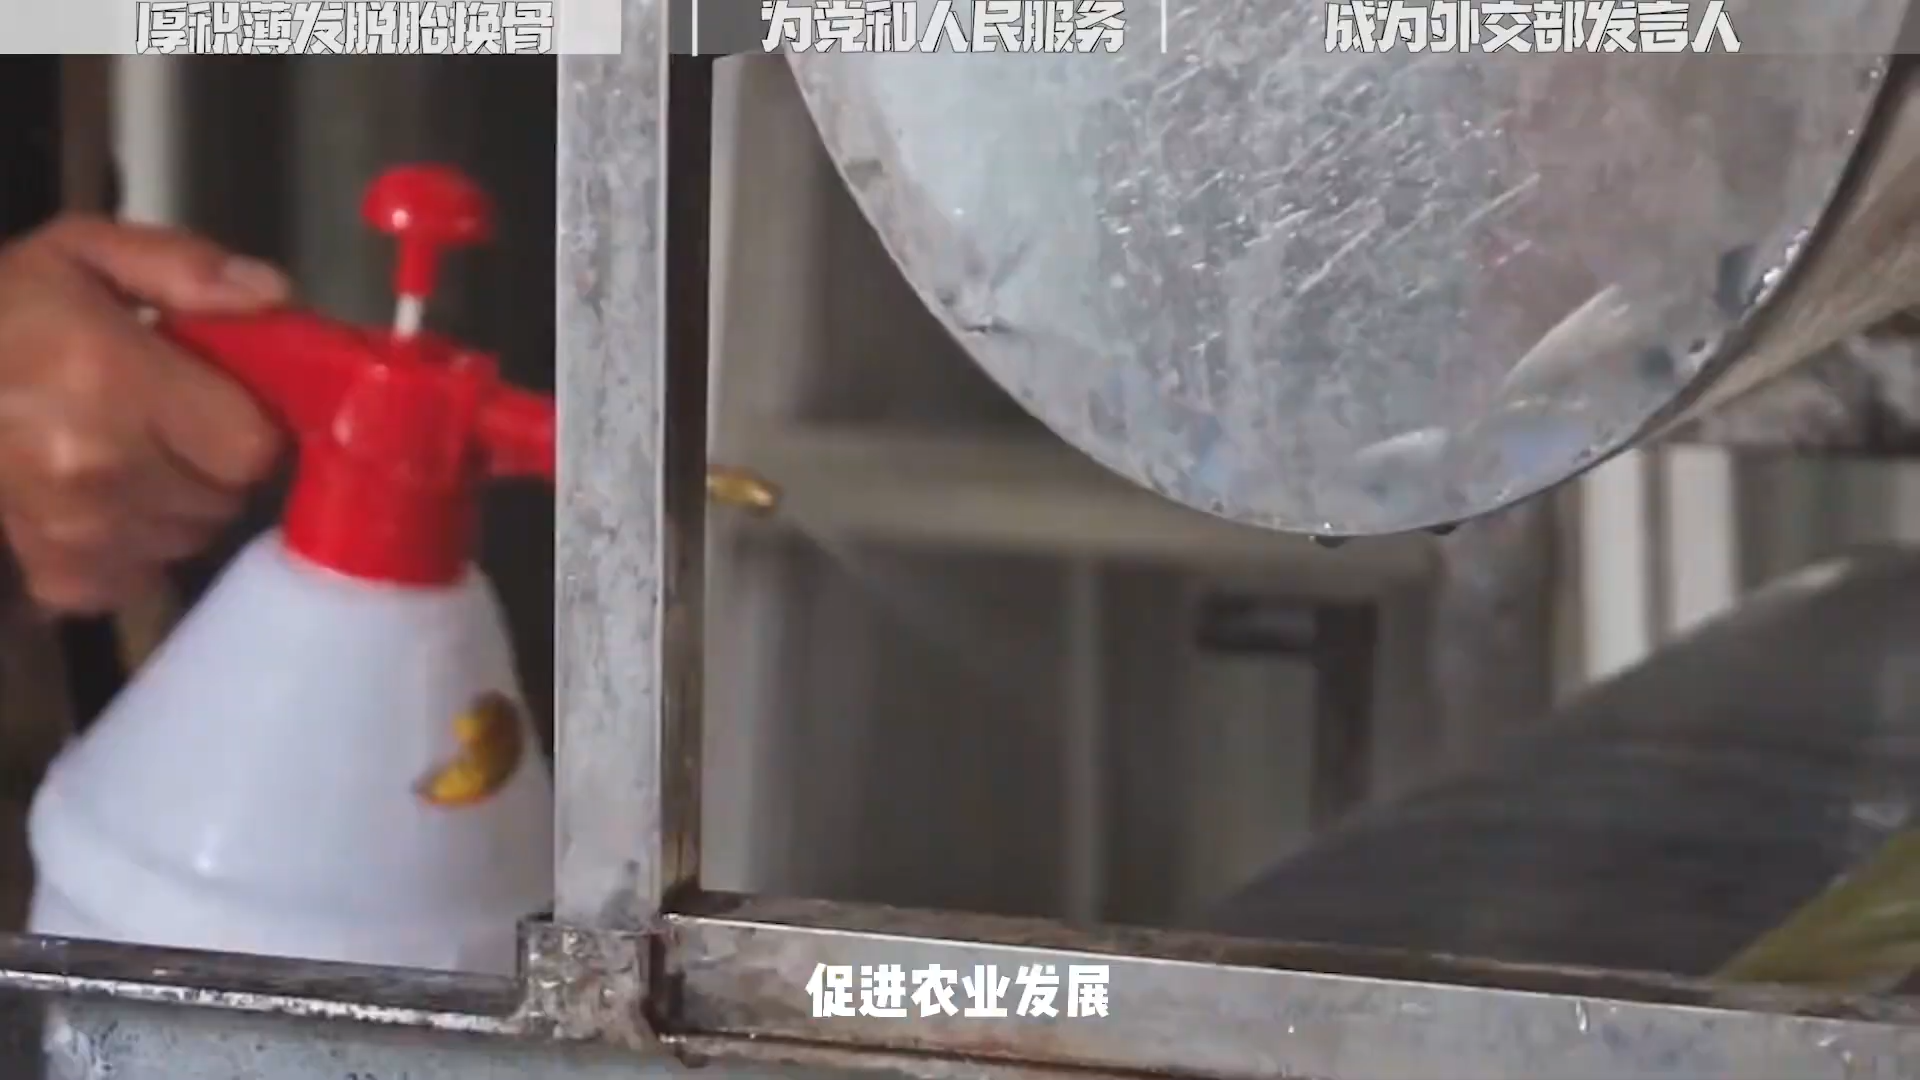 厚积薄发脱胎换骨
为党和人民服务
成为外交部发言人
促进农业发展